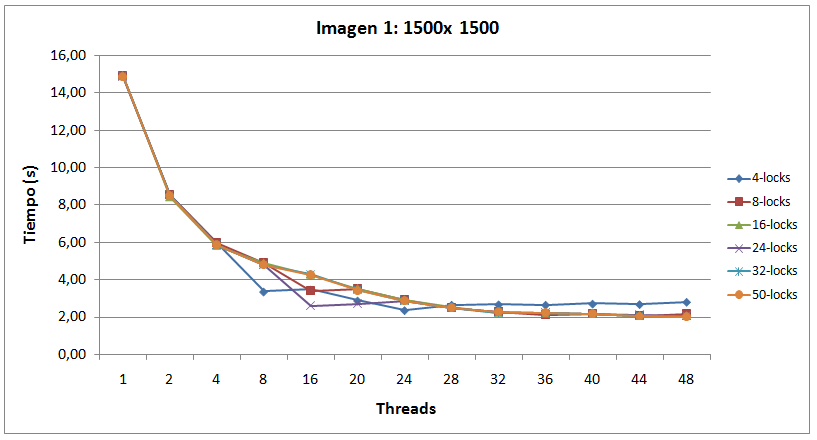 Imagen 1: 1500x 1500
Tiempo (s)
16,00
14,00
12,00
10,00
8,00
6,00
4,00
2,00
0,00
1 2 4 8 16 20 24 28 32 36 40 44 48
Threads
4-locks
8-locks
16-locks
24-locks
32-locks
50-locks